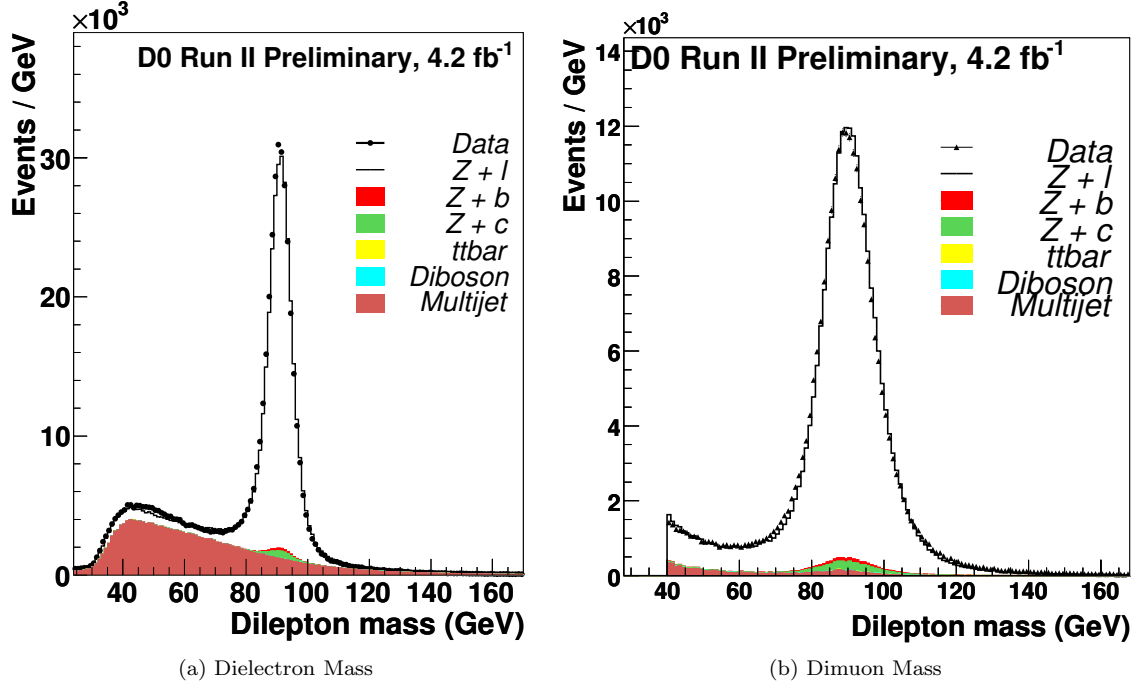 ×10³
D0 Run II Preliminary, 4.2 fb⁻¹
Events / GeV
30
20
10
0
Data
Z + l
Z + b
Z + c
ttbar
Diboson
Multijet
40 60 80 100 120 140 160
Dilepton mass (GeV)
(a) Dielectron Mass
×10³
D0 Run II Preliminary, 4.2 fb⁻¹
Events / GeV
14
12
10
8
6
4
2
0
Data
Z + l
Z + b
Z + c
ttbar
Diboson
Multijet
40 60 80 100 120 140 160
Dilepton mass (GeV)
(b) Dimuon Mass